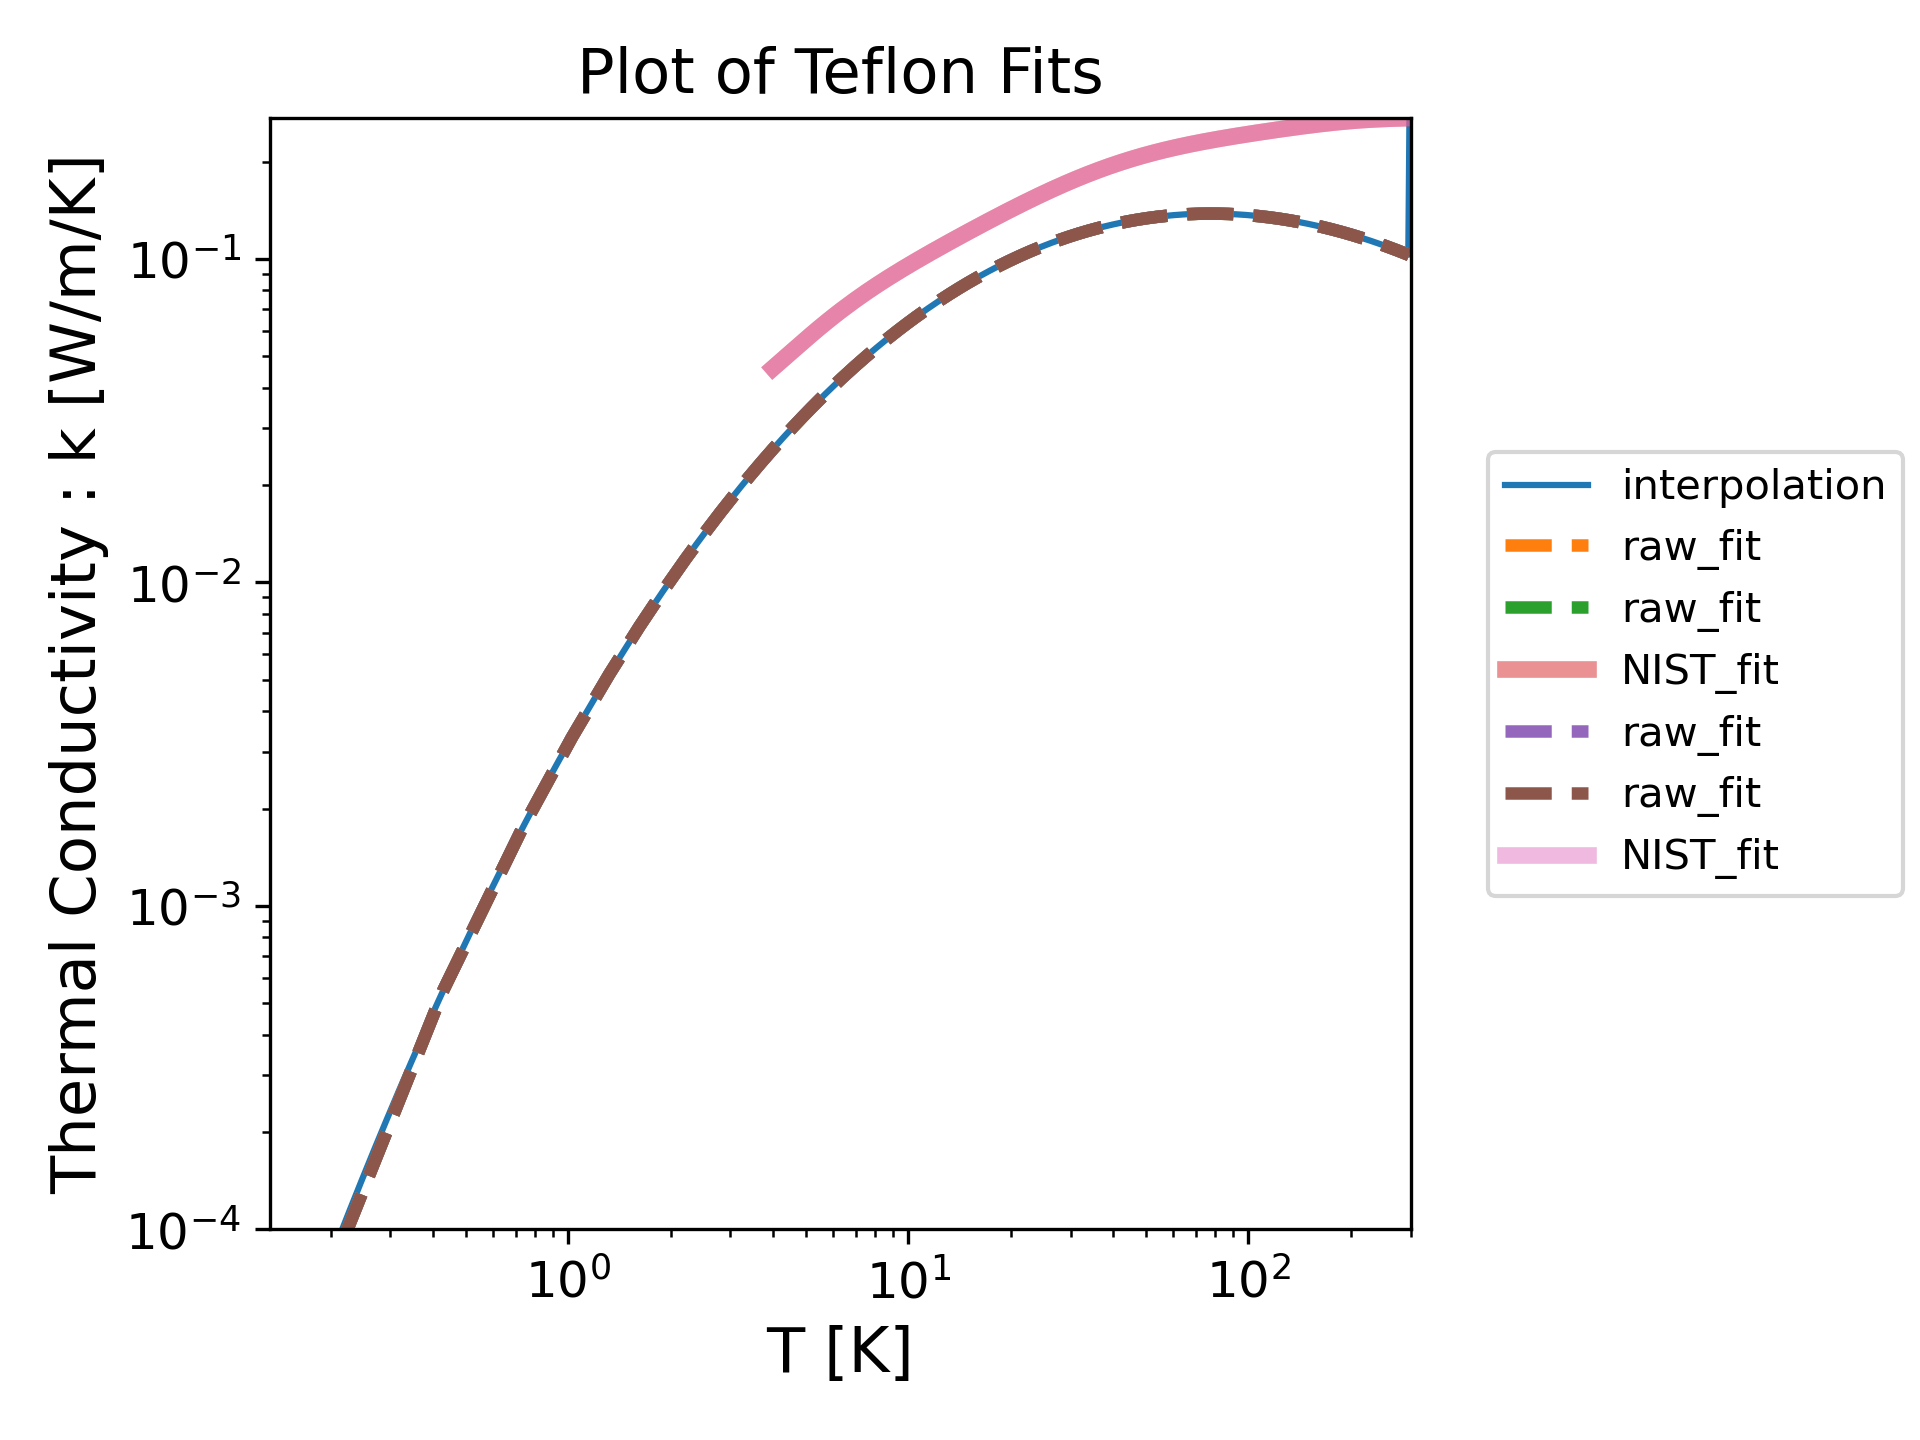 Plot of Teflon Fits
Thermal Conductivity : k [W/m/K]
10⁻¹
10⁻²
10⁻³
10⁻⁴
10⁰
10¹
10²
T [K]
interpolation
raw_fit
raw_fit
NIST_fit
raw_fit
raw_fit
NIST_fit